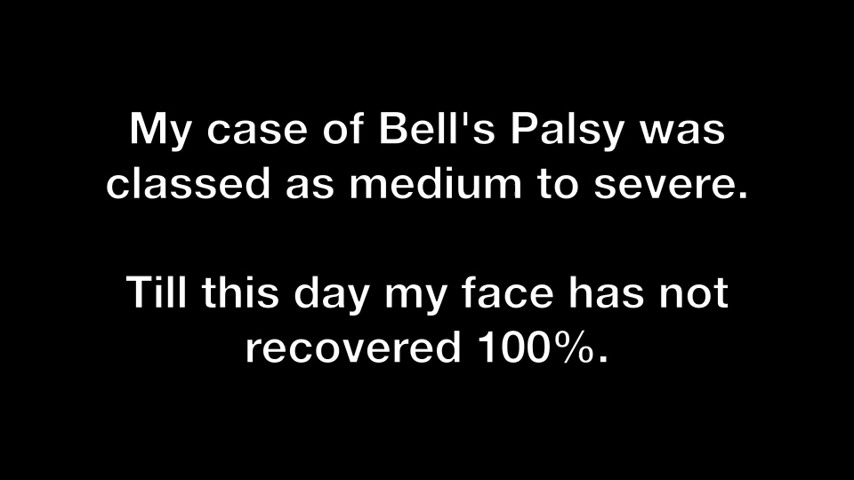 My case of Bell's Palsy was
classed as medium to severe.
Till this day my face has not
recovered 100%.